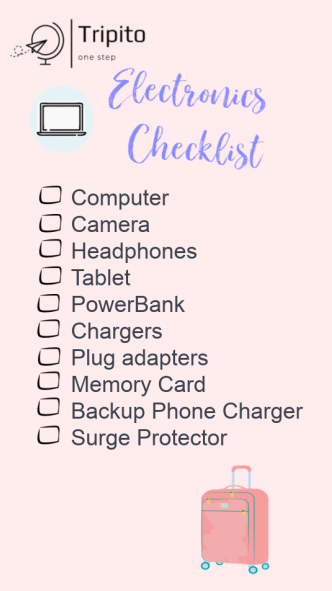 Tripito
one step
Electronics
Checklist
Computer
Camera
Headphones
Tablet
PowerBank
Chargers
Plug adapters
Memory Card
Backup Phone Charger
Surge Protector